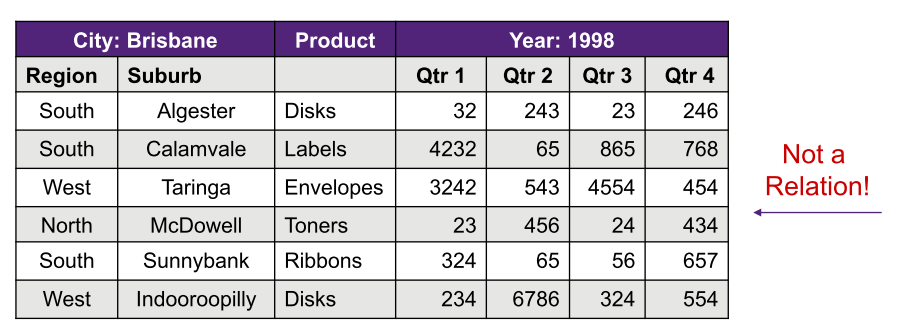 City: Brisbane Product Year: 1998
Region Suburb Qtr 1 Qtr 2 Qtr 3 Qtr 4
South Algester Disks 32 243 23 246
South Calamvale Labels 4232 65 865 768
West Taringa Envelopes 3242 543 4554 454
North McDowell Toners 23 456 24 434
South Sunnybank Ribbons 324 65 56 657
West Indooroopilly Disks 234 6786 324 554
Not a
Relation!